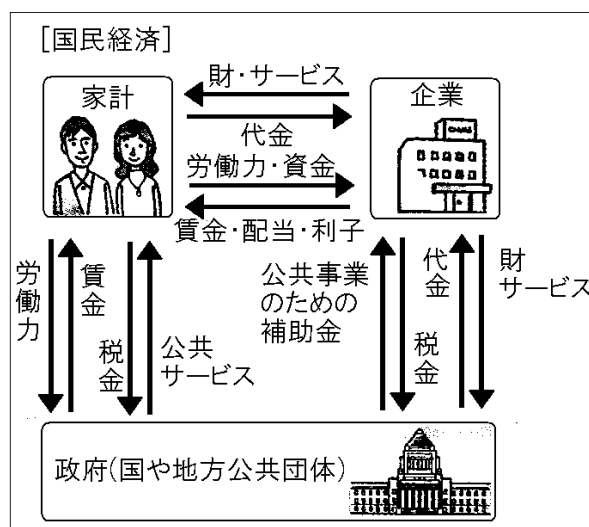 [国民経済]
家計
財・サービス
企業
代金
労働力・資金
賃金・配当・利子
労働力
賃金
税金
公共
サービス
公共事業
のための
補助金
税金
代金
財
サービス
政府(国や地方公共団体)